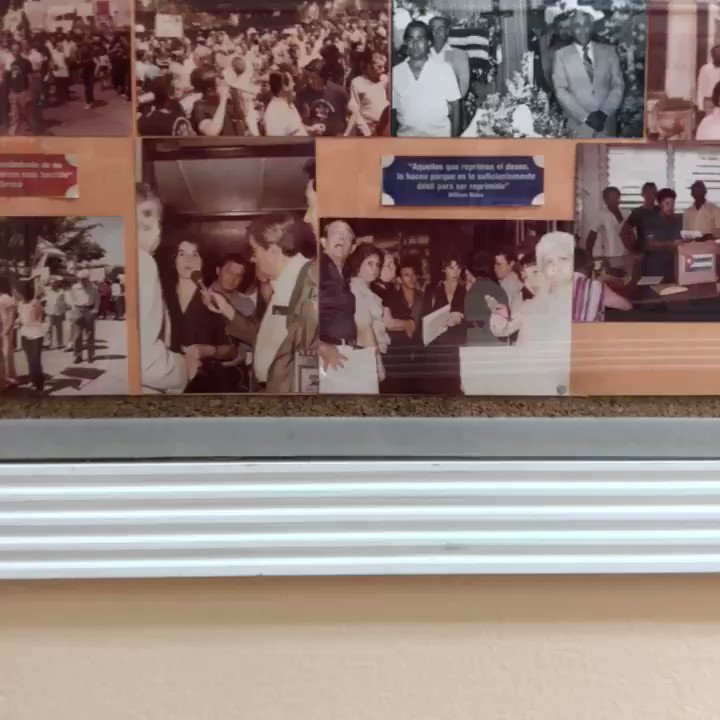 "Aquellos que reprimen el deseo,
lo hacen porque es lo suficientemente
débil para ser reprimido"
William Blake